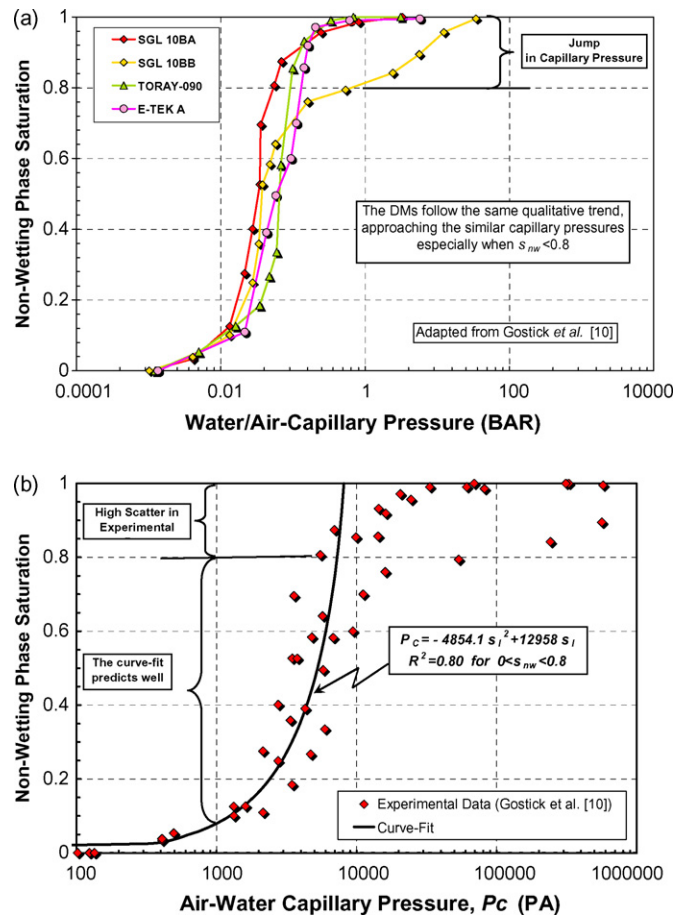 (a)
1
0.8
0.6
0.4
0.2
0
Non-Wetting Phase Saturation
SGL 10BA
SGL 10BB
TORAY-090
E-TEK A
Jump
in Capillary Pressure
The DMs follow the same qualitative trend,
approaching the similar capillary pressures
especially when s_nw<0.8
Adapted from Gostick et al. [10]
0.0001
0.01
1
100
10000
Water/Air-Capillary Pressure (BAR)
(b)
1
0.8
0.6
0.4
0.2
0
Non-Wetting Phase Saturation
High Scatter in
Experimental
The curve-fit
predicts well
P_C = - 4854.1 s_l^2+12958 s_l
R^2=0.80 for 0<s_nw<0.8
Experimental Data (Gostick et al. [10])
Curve-Fit
100
1000
10000
100000
1000000
Air-Water Capillary Pressure, Pc (PA)